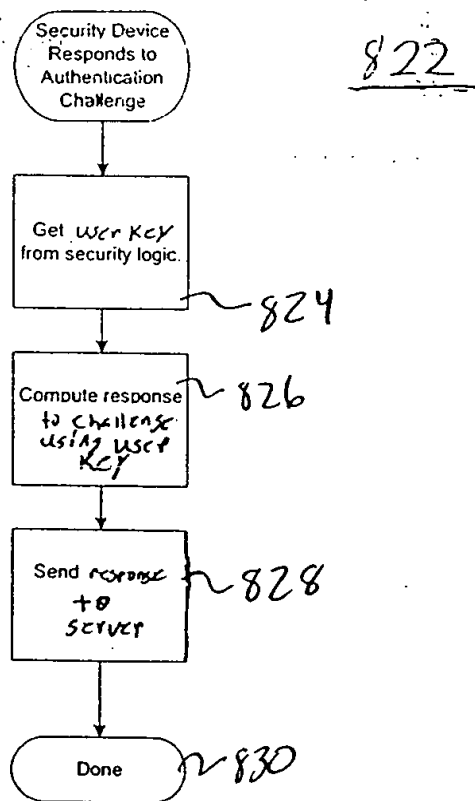 Security Device
Responds to
Authentication
Challenge
822
Get user key
from security logic.
824
Compute response
to challenge
using user
key
826
Send response
to
server
828
Done
830